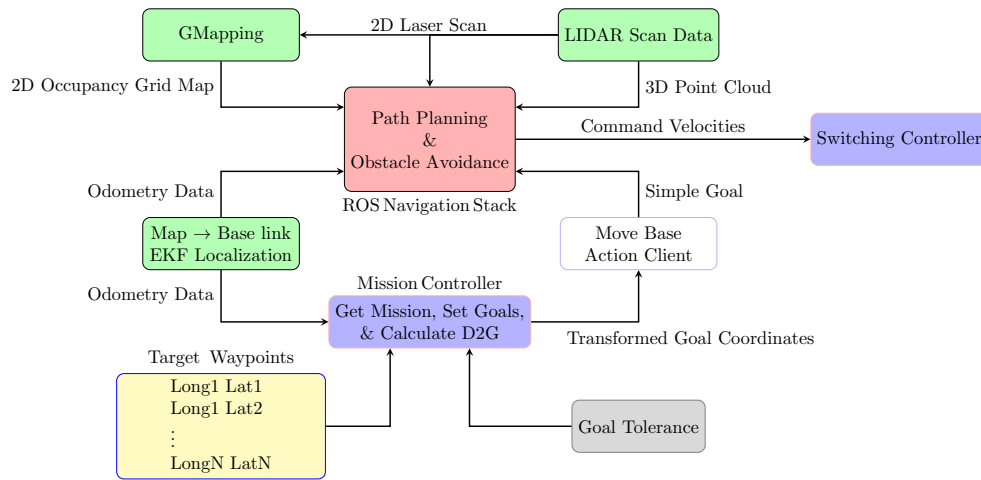 GMapping
2D Laser Scan
LIDAR Scan Data
2D Occupancy Grid Map
3D Point Cloud
Path Planning
&
Obstacle Avoidance
Command Velocities
Switching Controller
Odometry Data
ROS Navigation Stack
Simple Goal
Map → Base link
EKF Localization
Move Base
Action Client
Odometry Data
Mission Controller
Get Mission, Set Goals,
& Calculate D2G
Transformed Goal Coordinates
Target Waypoints
Long1 Lat1
Long1 Lat2
⋮
LongN LatN
Goal Tolerance